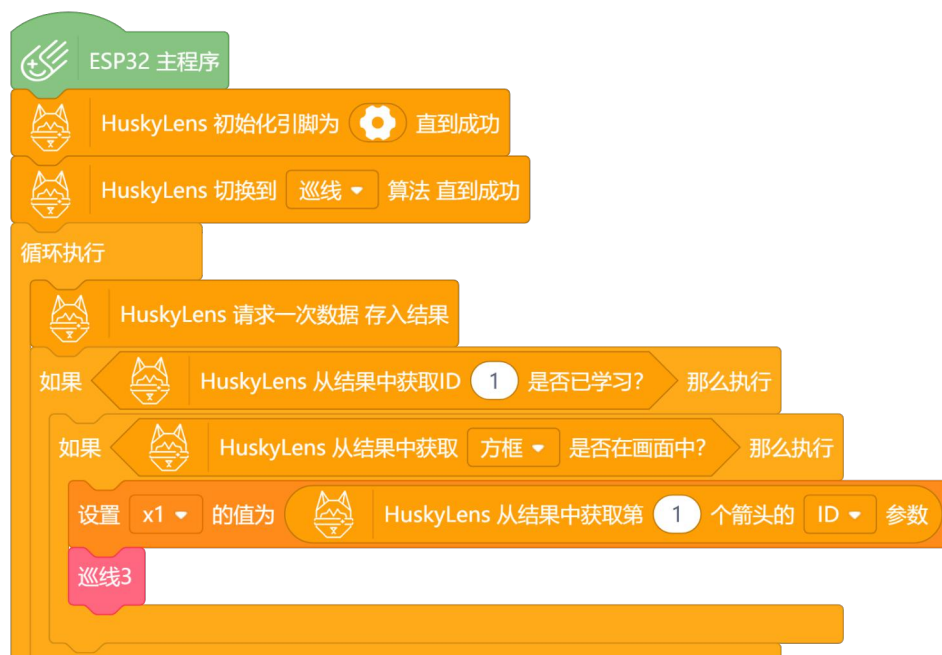 ESP32 主程序
HuskyLens 初始化引脚为 直到成功
HuskyLens 切换到 巡线 算法 直到成功
循环执行
HuskyLens 请求一次数据 存入结果
如果 HuskyLens 从结果中获取ID 1 是否已学习? 那么执行
如果 HuskyLens 从结果中获取 方框 是否在画面中? 那么执行
设置 x1 的值为 HuskyLens 从结果中获取第 1 个箭头的 ID 参数
巡线3